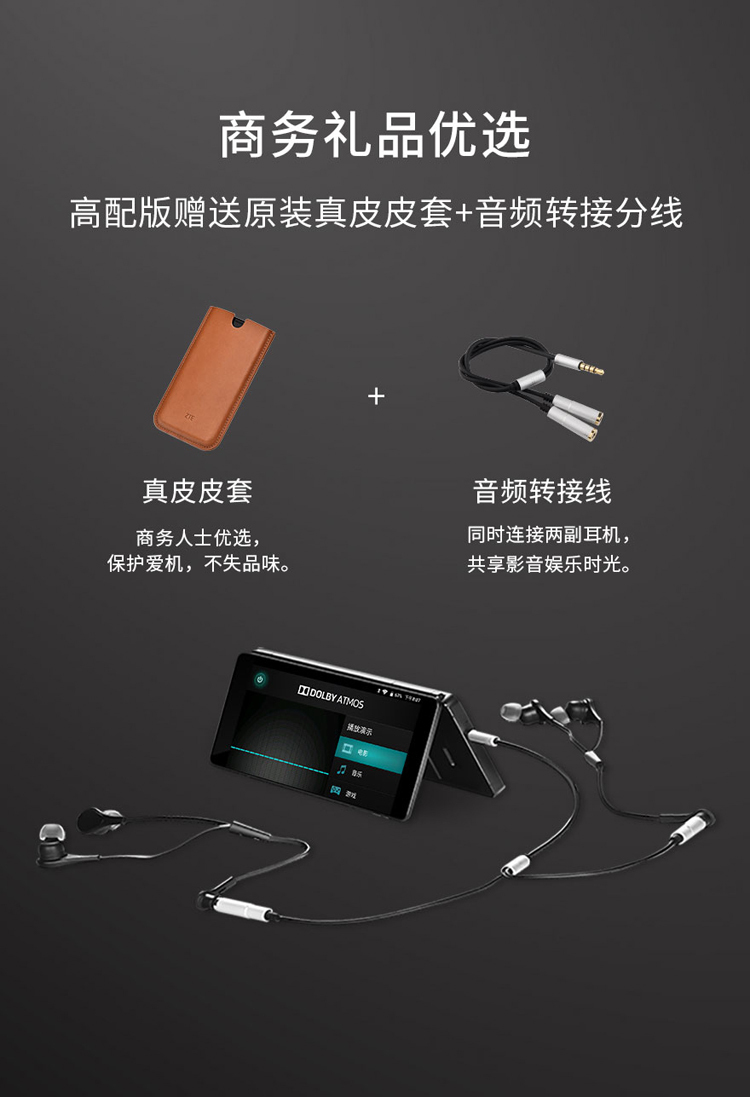 商务礼品优选
高配版赠送原装真皮皮套+音频转接分线
+
真皮皮套
商务人士优选，
保护爱机，不失品味。
音频转接线
同时连接两副耳机，
共享影音娱乐时光。
DOLBY ATMOS
播放演示
电影
音乐
游戏